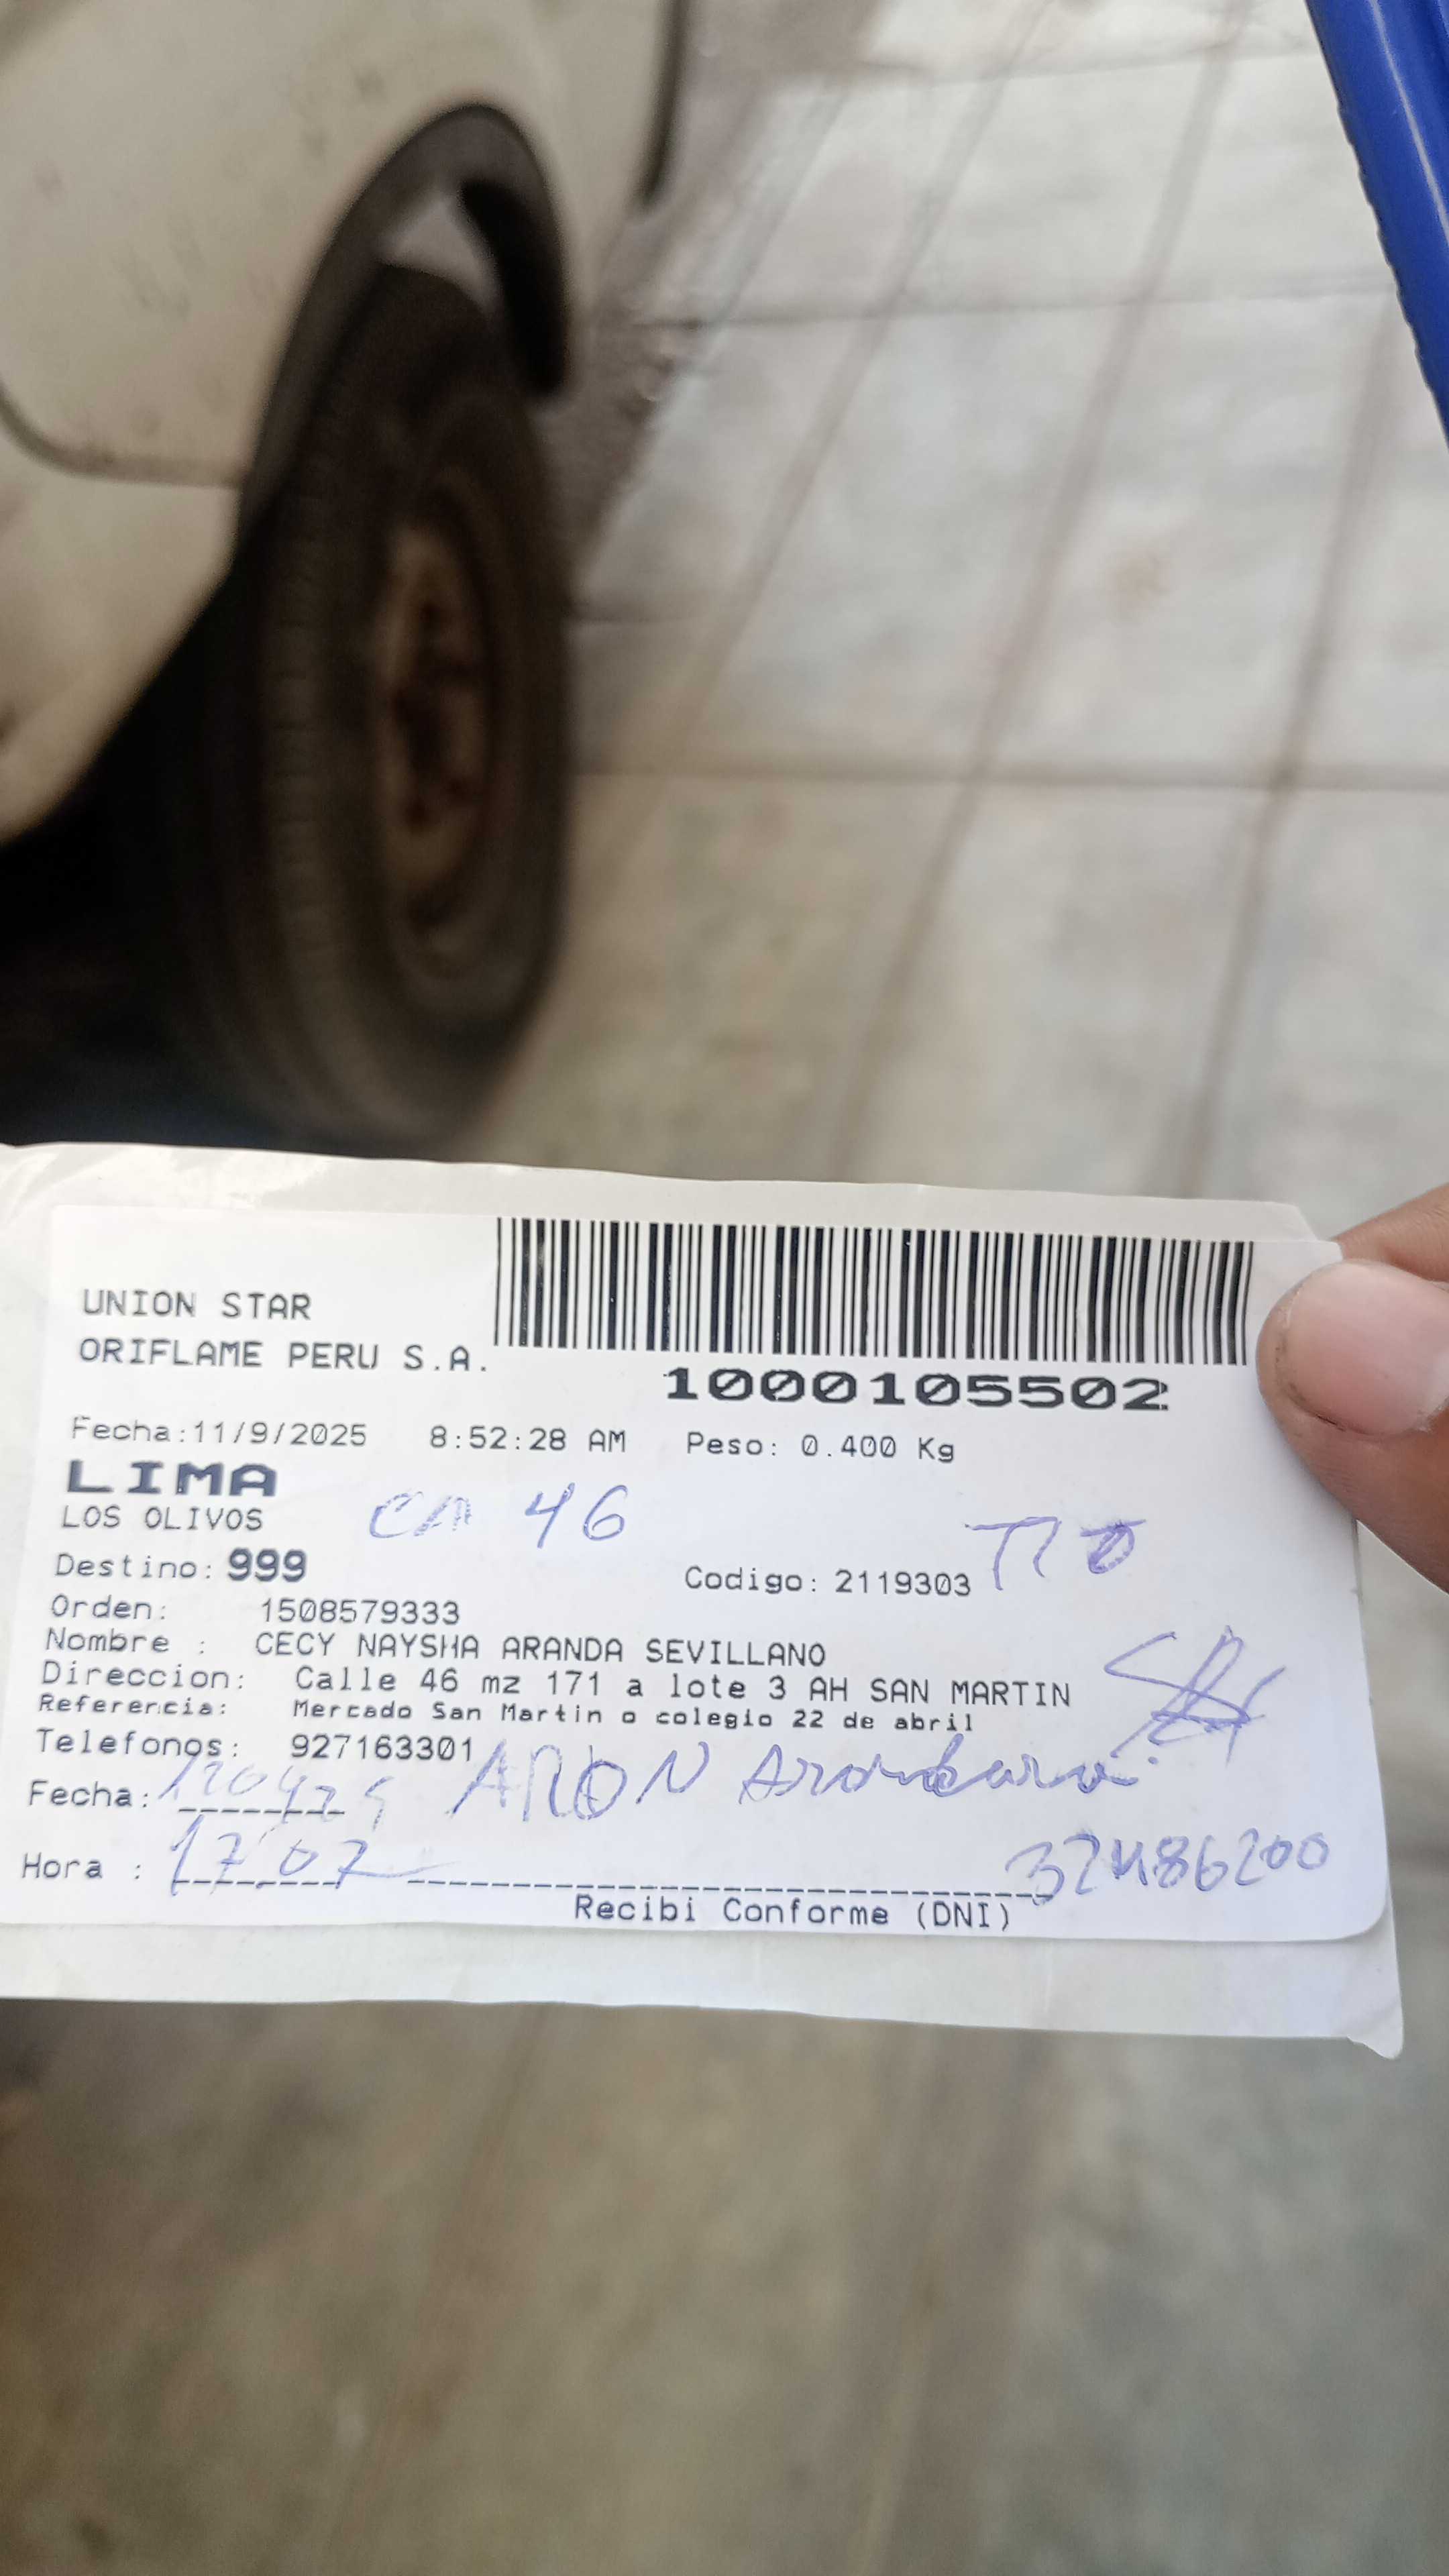 UNION STAR
ORIFLAME PERU S.A.
1000105502
Fecha:11/9/2025 8:52:28 AM Peso: 0.400 Kg
LIMA
LOS OLIVOS CA 46
TIO
Destino: 999 Codigo: 2119303
Orden: 1508579333
Nombre : CECY NAYSHA ARANDA SEVILLANO
Direccion: Calle 46 mz 171 a lote 3 AH SAN MARTIN
Referencia: Mercado San Martin o colegio 22 de abril
Telefonos: 927163301
Fecha: ARON
Hora : 17 07 32486200
Recibi Conforme (DNI)